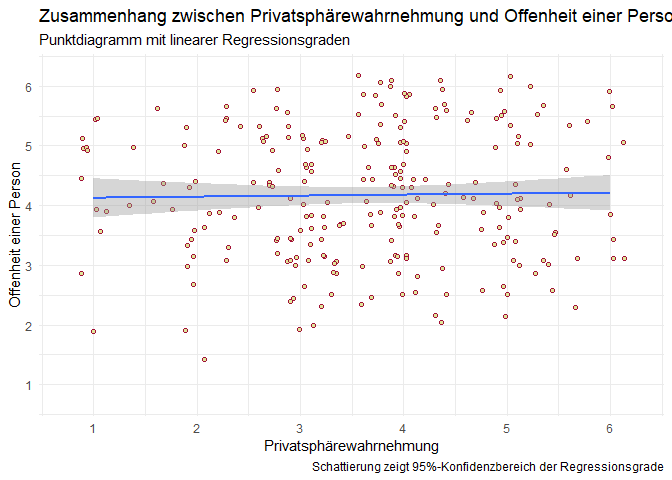 Zusammenhang zwischen Privatsphärewahrnehmung und Offenheit einer Perso
Punktdiagramm mit linearer Regressionsgraden
Offenheit einer Person
6
5
4
3
2
1
1 2 3 4 5 6
Privatsphärewahrnehmung
Schattierung zeigt 95%-Konfidenzbereich der Regressionsgrade